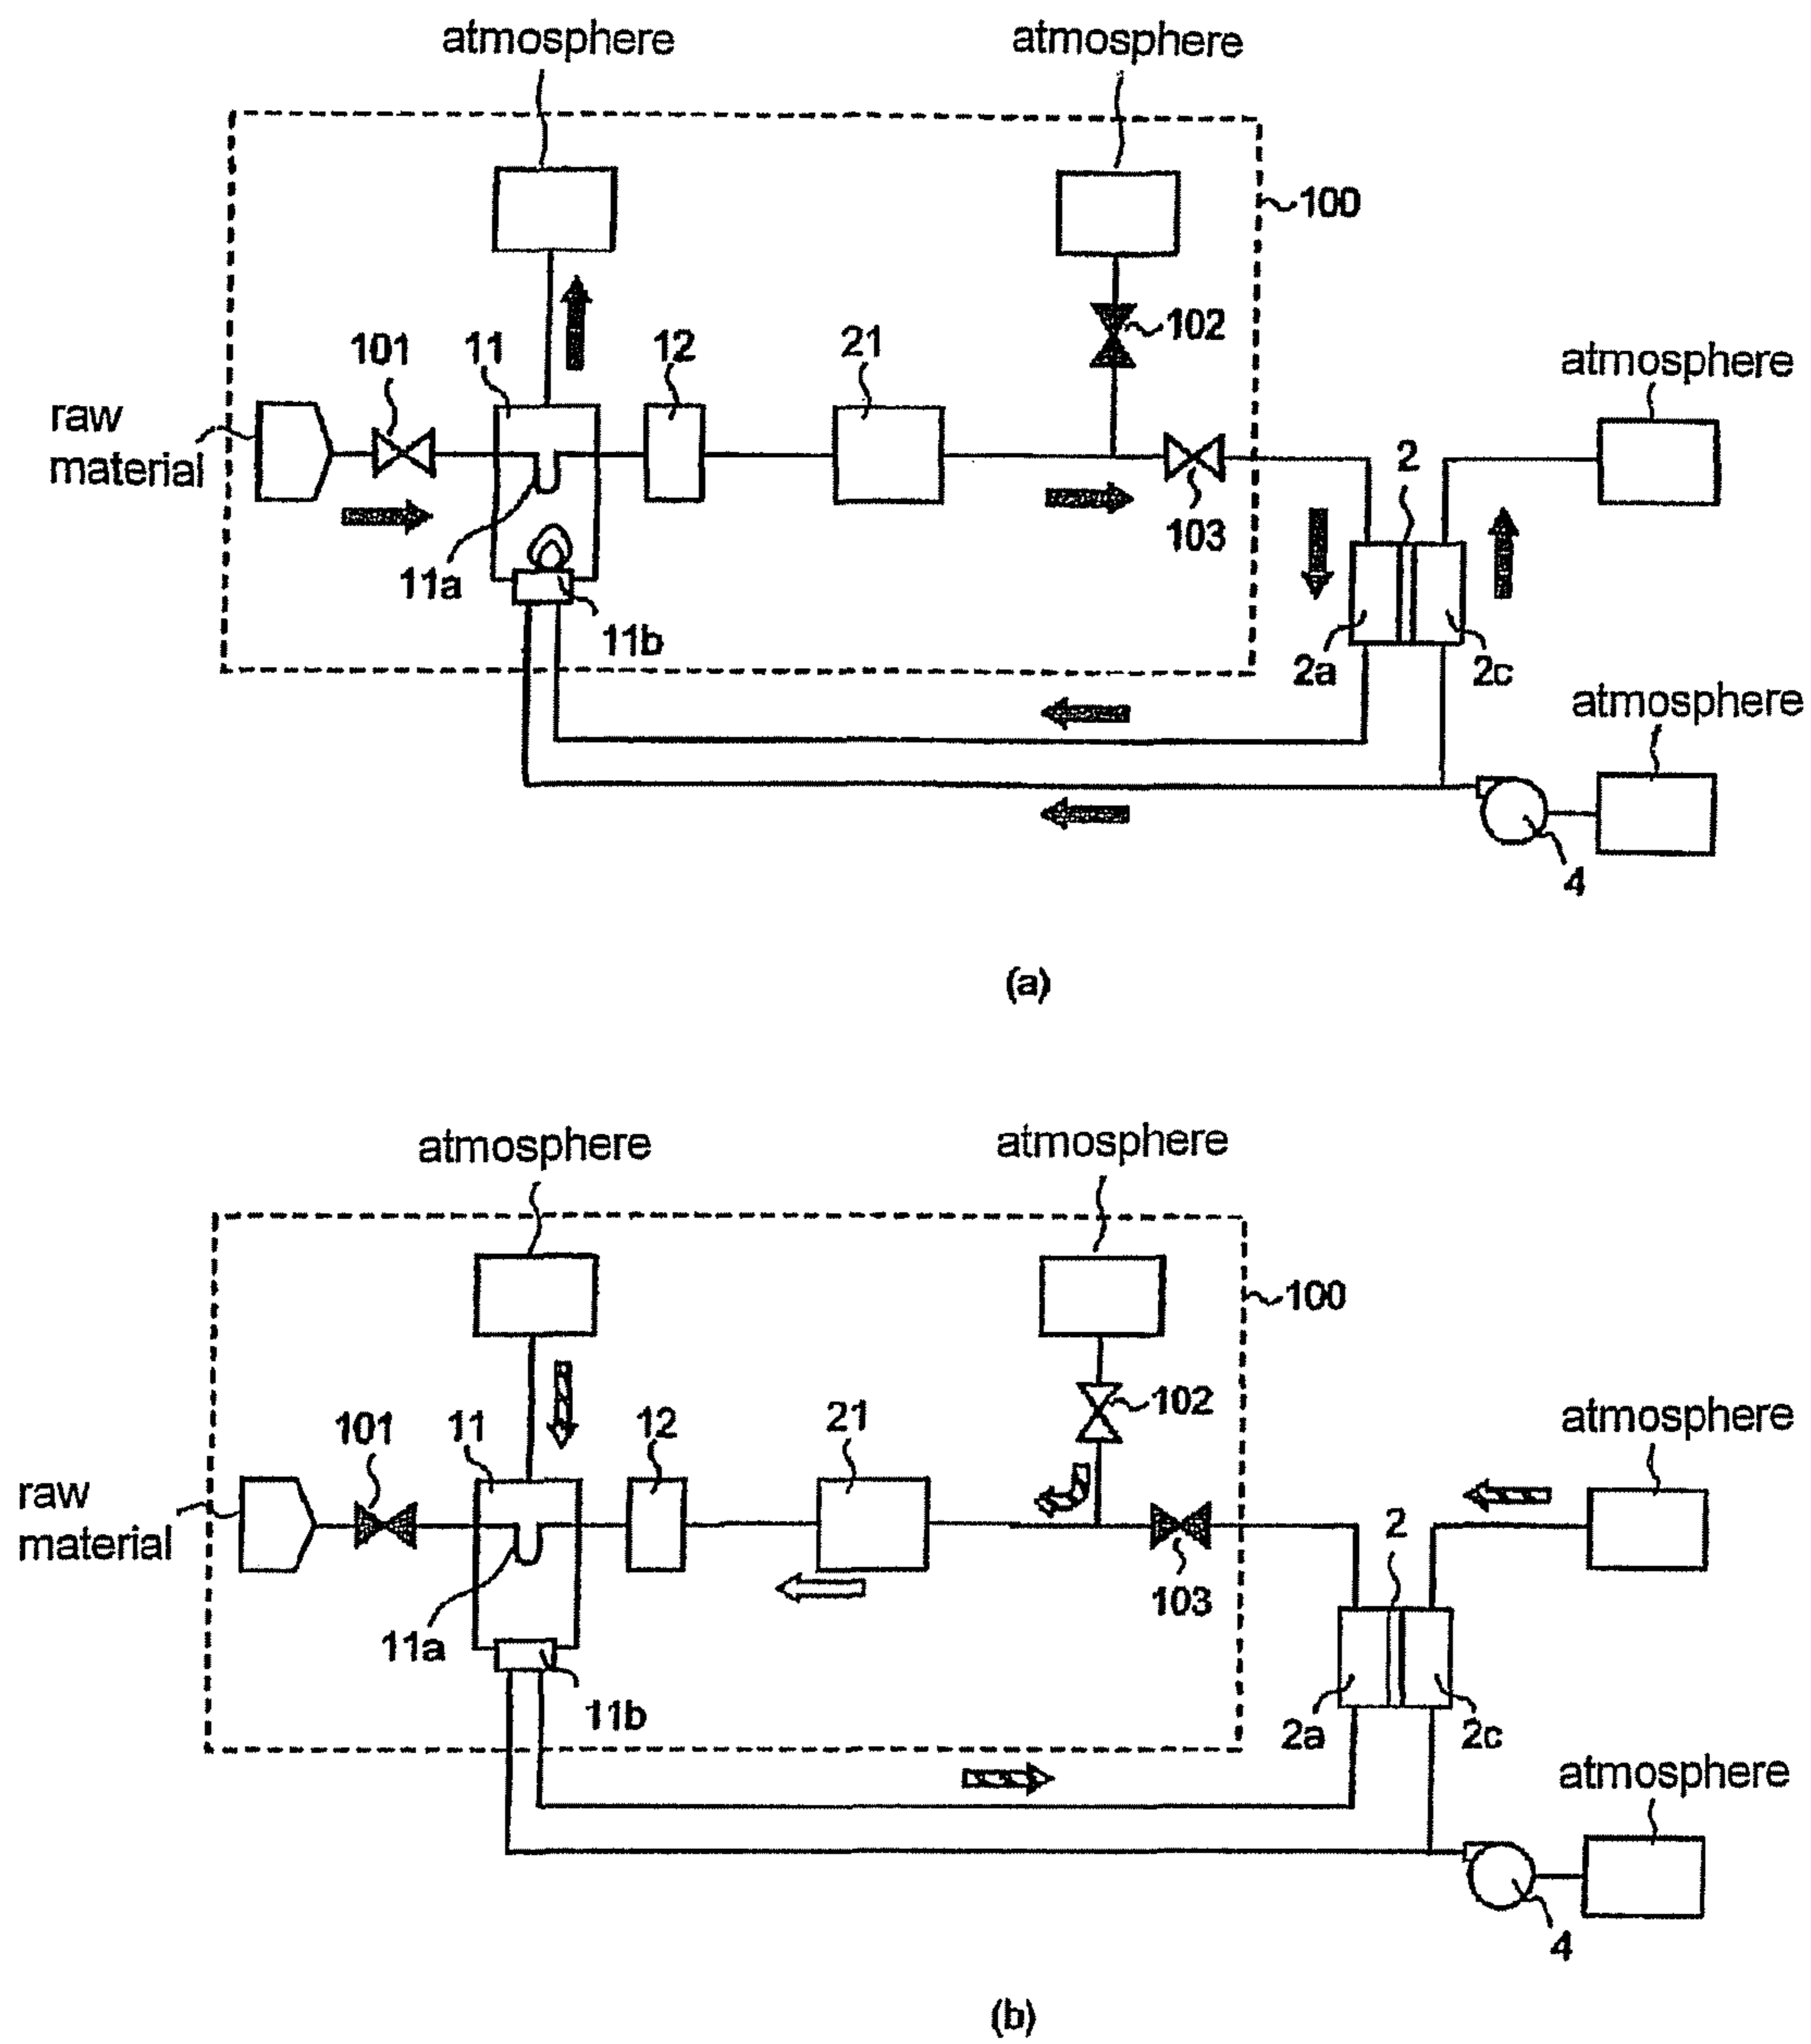 atmosphere
atmosphere
100
102
101
11
12
21
atmosphere
raw
material
2
103
11a
11b
2a
2c
atmosphere
4
(a)
atmosphere
atmosphere
100
102
101
11
12
21
atmosphere
raw
material
2
103
11a
11b
2a
2c
atmosphere
4
(b)